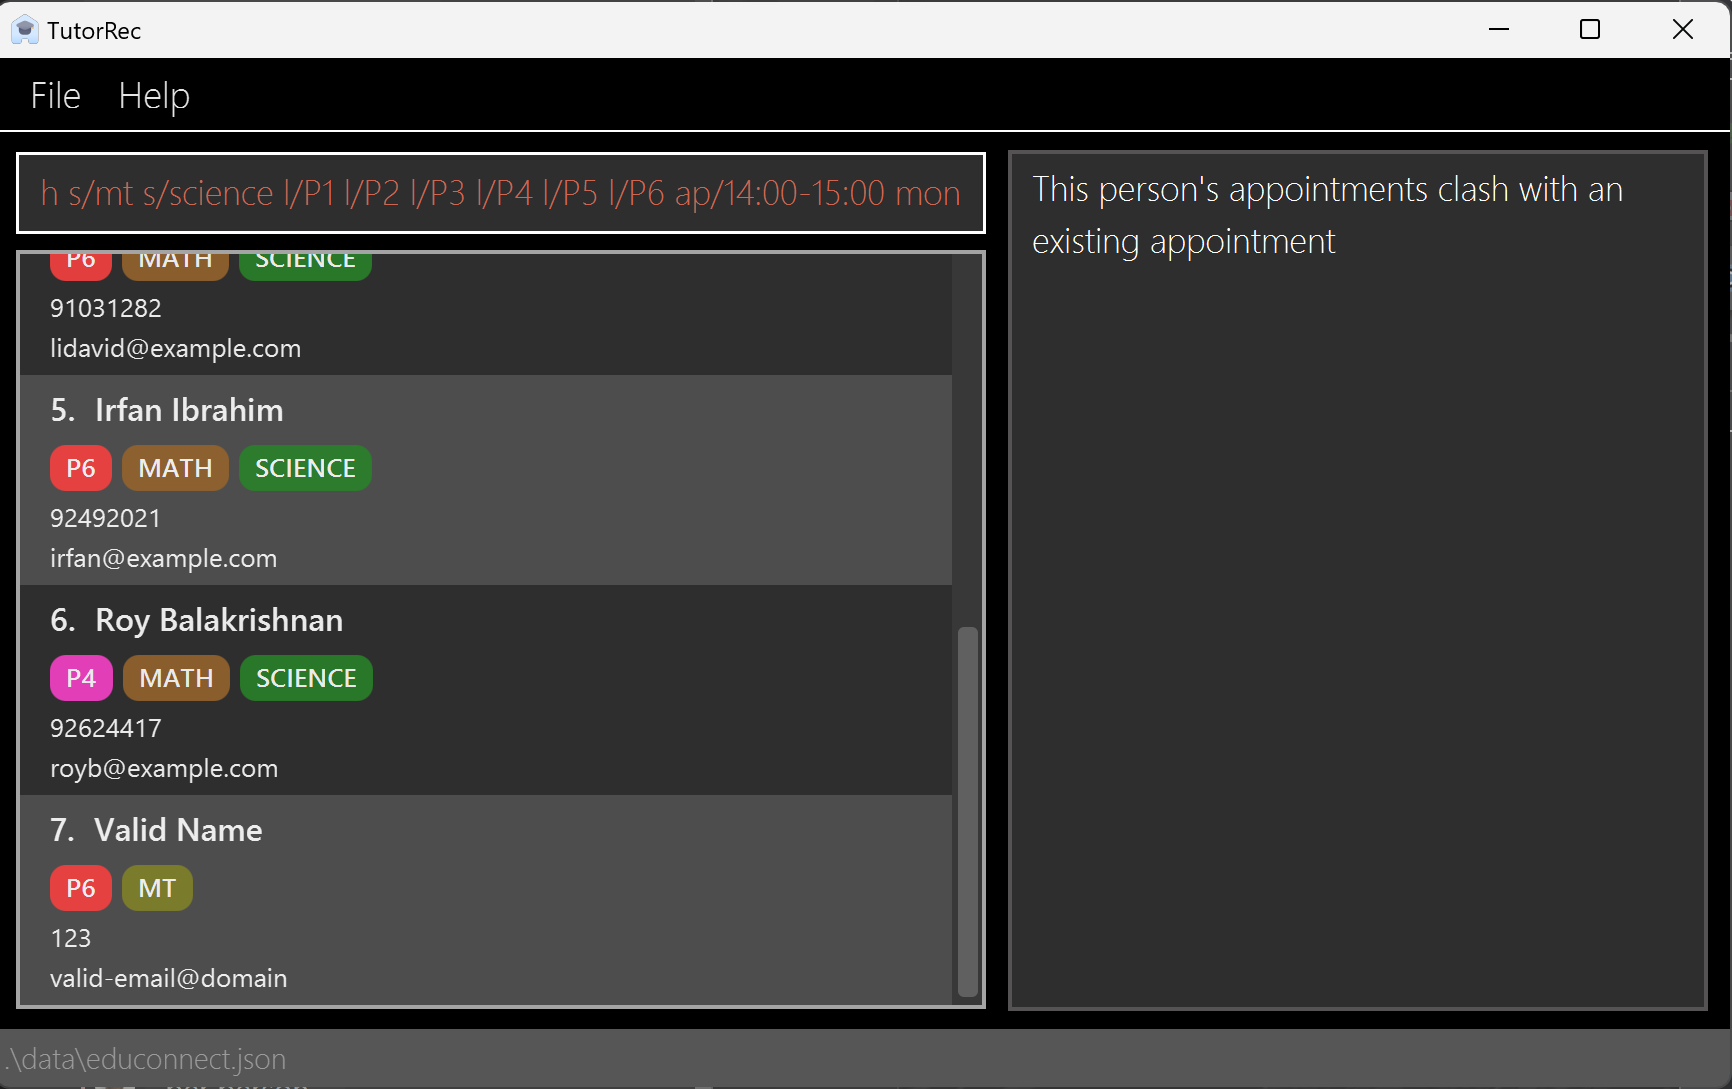 TutorRec
File Help
h s/mt s/science l/P1 l/P2 l/P3 l/P4 l/P5 l/P6 ap/14:00-15:00 mon
P6 MATH SCIENCE
91031282
lidavid@example.com
5. Irfan Ibrahim
P6 MATH SCIENCE
92492021
irfan@example.com
6. Roy Balakrishnan
P4 MATH SCIENCE
92624417
royb@example.com
7. Valid Name
P6 MT
123
valid-email@domain
This person's appointments clash with an
existing appointment
.\data\educonnect.json